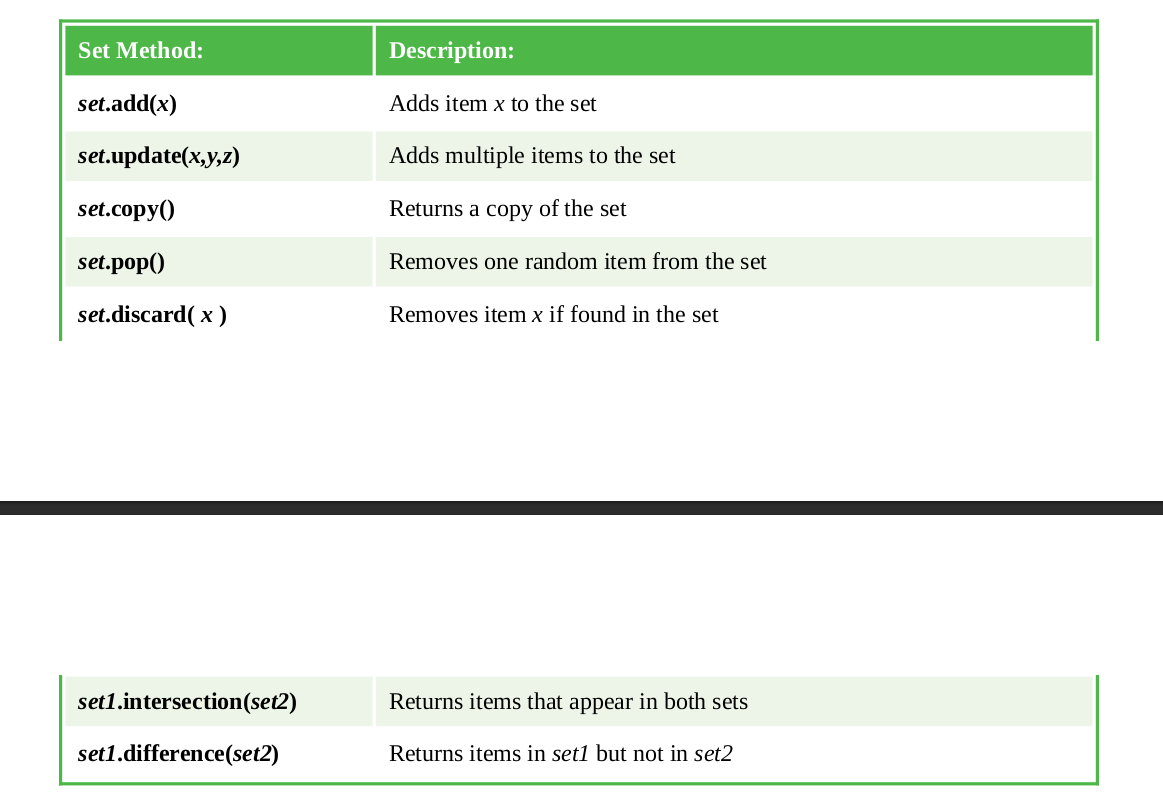 Set Method: Description:
set.add(x) Adds item x to the set
set.update(x,y,z) Adds multiple items to the set
set.copy() Returns a copy of the set
set.pop() Removes one random item from the set
set.discard( x ) Removes item x if found in the set
set1.intersection(set2) Returns items that appear in both sets
set1.difference(set2) Returns items in set1 but not in set2